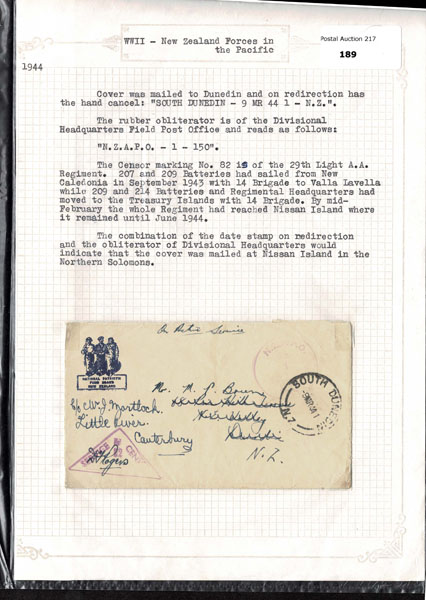 WWII - New Zealand Forces in
the Pacific
Postal Auction 217
189
1944
Cover was mailed to Dunedin and on redirection has
the hand cancel: "SOUTH DUNEDIN - 9 MR 44 1 - N.Z.".
The rubber obliterator is of the Divisional
Headquarters Field Post Office and reads as follows:
"N.Z.A.P.O. - 1 - 150".
The Censor marking No. 82 is of the 29th Light A.A.
Regiment. 207 and 209 Batteries had sailed from New
Caledonia in September 1943 with 14 Brigade to Valla Lavella
while 209 and 214 Batteries and Regimental Headquarters had
moved to the Treasury Islands with 14 Brigade. By mid-
February the whole Regiment had reached Nissan Island where
it remained until June 1944.
The combination of the date stamp on redirection
and the obliterator of Divisional Headquarters would
indicate that the cover was mailed at Nissan Island in the
Northern Solomons.
On Active Service
NATIONAL PATRIOTIC
FUND BOARD
NEW ZEALAND
SOUTH DUNEDIN
N.Z.
c/o W. J. Mortlock.
Little River.
Canterbury
Dunedin
N.Z.